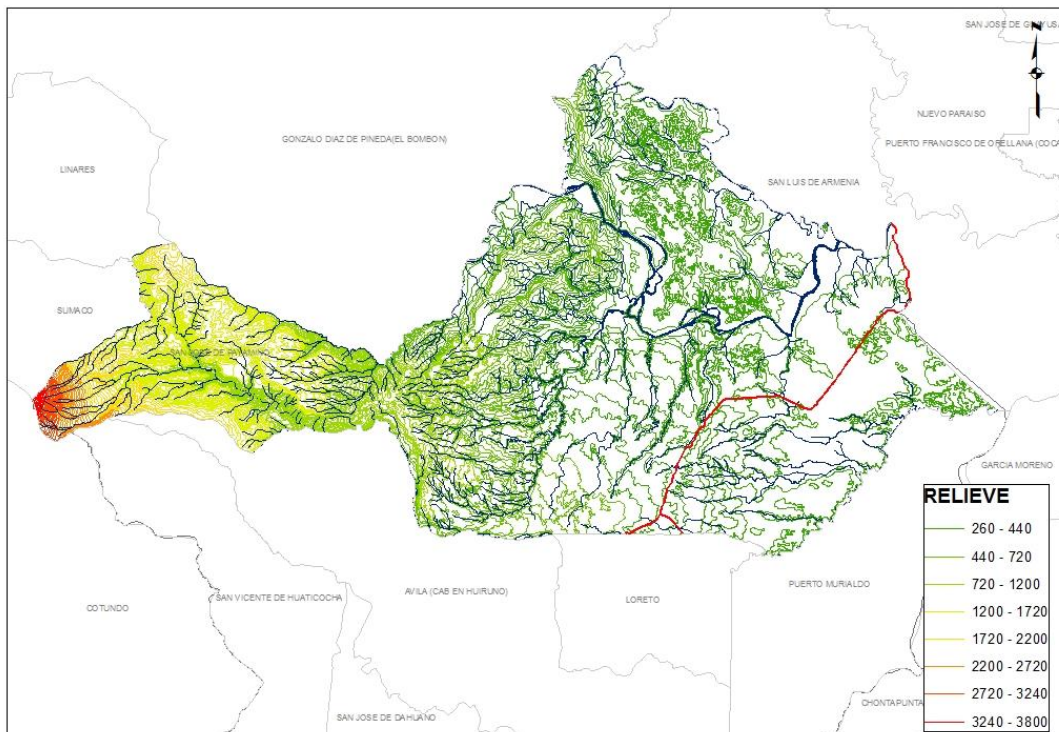 SAN JOSE DE GUAYUSA
N
NUEVO PARAISO
GONZALO DIAZ DE PINEDA(EL BOMBON)
PUERTO FRANCISCO DE ORELLANA (COCA
LINARES
SAN LUIS DE ARMENIA
SUMACO
GARCIA MORENO
RELIEVE
260 - 440
440 - 720
720 - 1200
1200 - 1720
1720 - 2200
2200 - 2720
2720 - 3240
3240 - 3800
PUERTO MURIALDO
AVILA (CAB EN HUIRUNO)
SAN VICENTE DE HUATICOCHA
LORETO
COTUNDO
CHONTAPUNTA
SAN JOSE DE DAHUANO